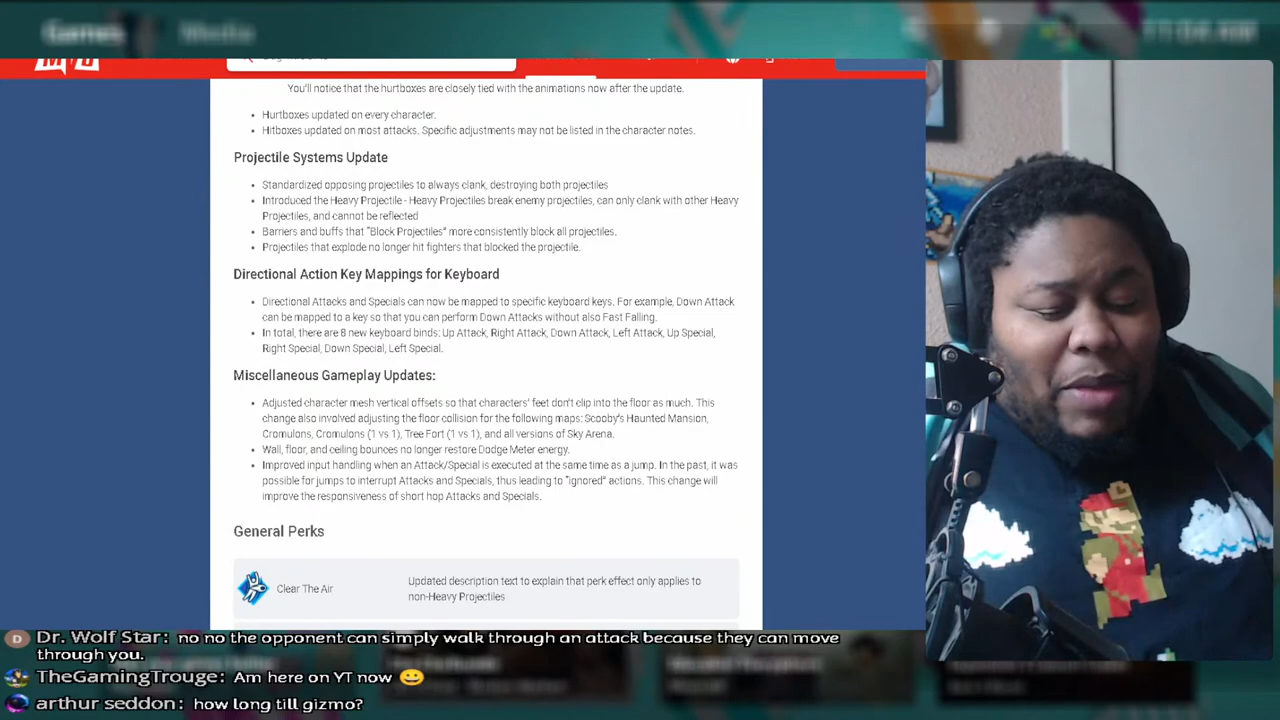 Games
Media
11:04 AM
You'll notice that the hurtboxes are closely tied with the animations now after the update.
Hurtboxes updated on every character.
Hitboxes updated on most attacks. Specific adjustments may not be listed in the character notes.
Projectile Systems Update
Standardized opposing projectiles to always clank, destroying both projectiles
Introduced the Heavy Projectile - Heavy Projectiles break enemy projectiles, can only clank with other Heavy
Projectiles, and cannot be reflected
Barriers and buffs that "Block Projectiles" more consistently block all projectiles.
Projectiles that explode no longer hit fighters that blocked the projectile.
Directional Action Key Mappings for Keyboard
Directional Attacks and Specials can now be mapped to specific keyboard keys. For example, Down Attack
can be mapped to a key so that you can perform Down Attacks without also Fast Falling.
In total, there are 8 new keyboard binds: Up Attack, Right Attack, Down Attack, Left Attack, Up Special,
Right Special, Down Special, Left Special.
Miscellaneous Gameplay Updates:
Adjusted character mesh vertical offsets so that characters' feet don't clip into the floor as much. This
change also involved adjusting the floor collision for the following maps: Scooby's Haunted Mansion,
Cromulons, Cromulons (1 vs 1), Tree Fort (1 vs 1), and all versions of Sky Arena.
Wall, floor, and ceiling bounces no longer restore Dodge Meter energy.
Improved input handling when an Attack/Special is executed at the same time as a jump. In the past, it was
possible for jumps to interrupt Attacks and Specials, thus leading to "ignored" actions. This change will
improve the responsiveness of short hop Attacks and Specials.
General Perks
Clear The Air
Updated description text to explain that perk effect only applies to
non-Heavy Projectiles
D Dr. Wolf Star: no no the opponent can simply walk through an attack because they can move
through you.
TheGamingTrouge: Am here on YT now 😀
arthur seddon: how long till gizmo?